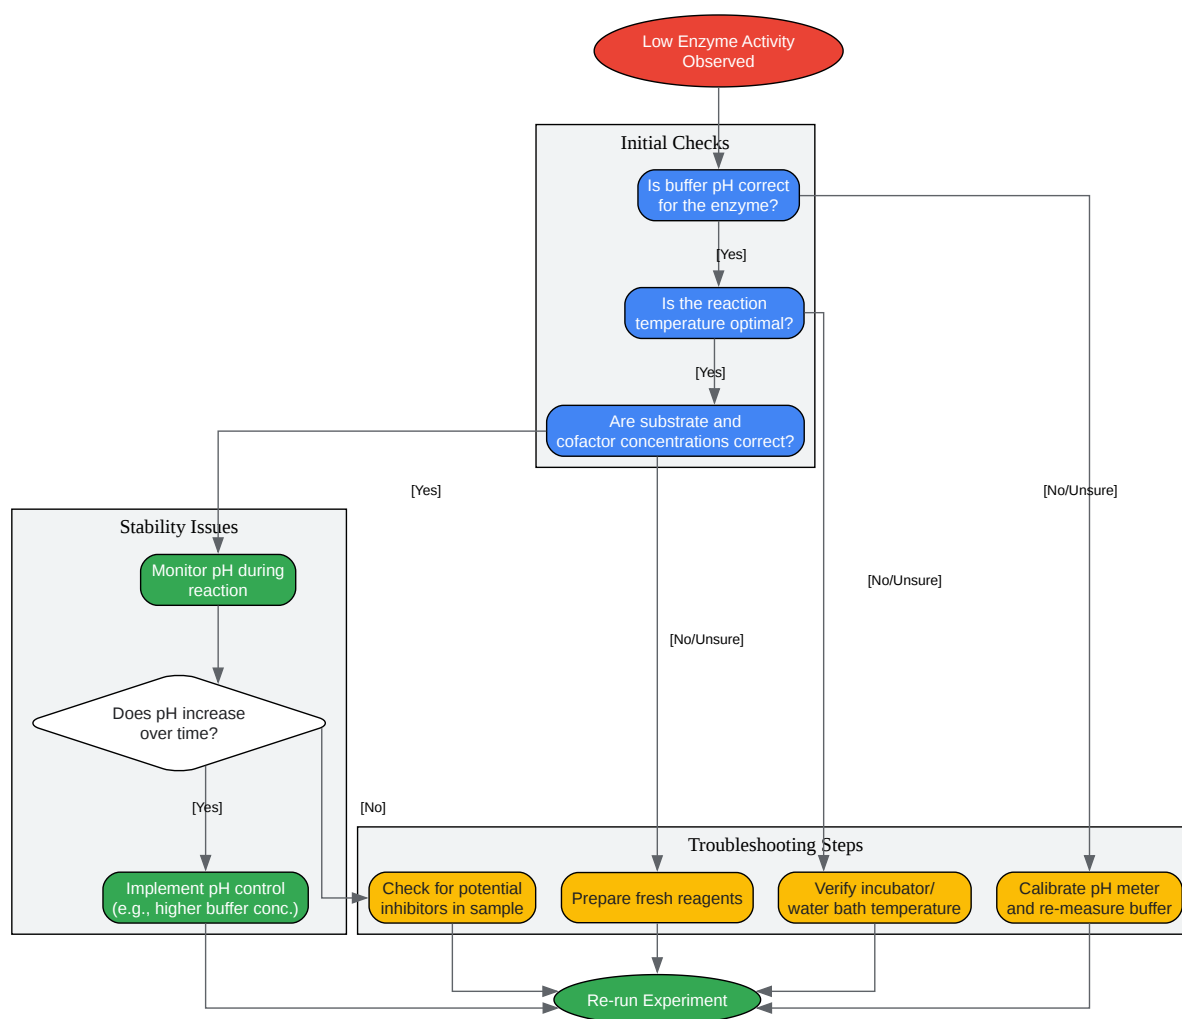 Low Enzyme Activity
Observed
Initial Checks
Is buffer pH correct
for the enzyme?
[Yes]
Is the reaction
temperature optimal?
[Yes]
Are substrate and
cofactor concentrations correct?
[Yes]
[No/Unsure]
Stability Issues
Monitor pH during
reaction
[No/Unsure]
[No/Unsure]
Does pH increase
over time?
[Yes]
[No]
Troubleshooting Steps
Implement pH control
(e.g., higher buffer conc.)
Check for potential
inhibitors in sample
Prepare fresh reagents
Verify incubator/
water bath temperature
Calibrate pH meter
and re-measure buffer
Re-run Experiment